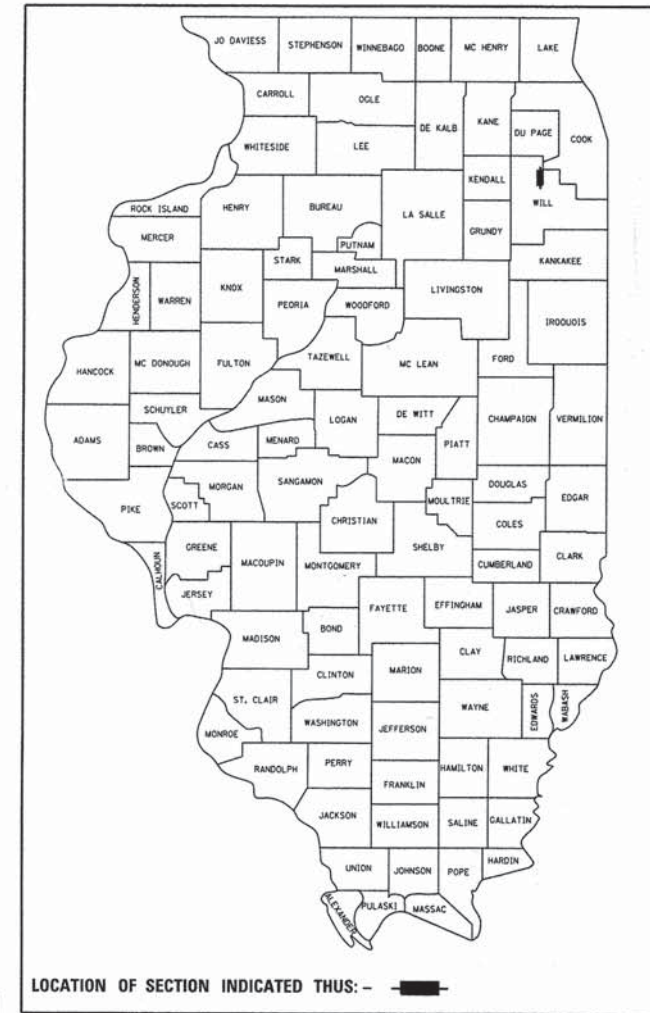 JO DAVIESS STEPHENSON WINNEBAGO BOONE MC HENRY LAKE
CARROLL OGLE DE KALB KANE DU PAGE COOK
WHITESIDE LEE KENDALL WILL
ROCK ISLAND HENRY BUREAU LA SALLE GRUNDY
MERCER PUTNAM KANKAKEE
HENDERSON WARREN KNOX STARK MARSHALL LIVINGSTON
PEORIA WOODFORD IROQUOIS
HANCOCK MC DONOUGH FULTON TAZEWELL MC LEAN FORD
SCHUYLER MASON LOGAN DE WITT CHAMPAIGN VERMILION
ADAMS BROWN CASS MENARD MACON PIATT
PIKE SCOTT MORGAN SANGAMON MOULTRIE DOUGLAS EDGAR
CHRISTIAN COLES
CALHOUN GREENE MACOUPIN MONTGOMERY SHELBY CUMBERLAND CLARK
JERSEY FAYETTE EFFINGHAM JASPER CRAWFORD
MADISON BOND CLAY RICHLAND LAWRENCE
CLINTON MARION
ST. CLAIR WASHINGTON WAYNE EDWARDS WABASH
MONROE JEFFERSON
RANDOLPH PERRY HAMILTON WHITE
FRANKLIN
JACKSON WILLIAMSON SALINE GALLATIN
UNION JOHNSON POPE HARDIN
ALEXANDER PULASKI MASSAC
LOCATION OF SECTION INDICATED THUS: -